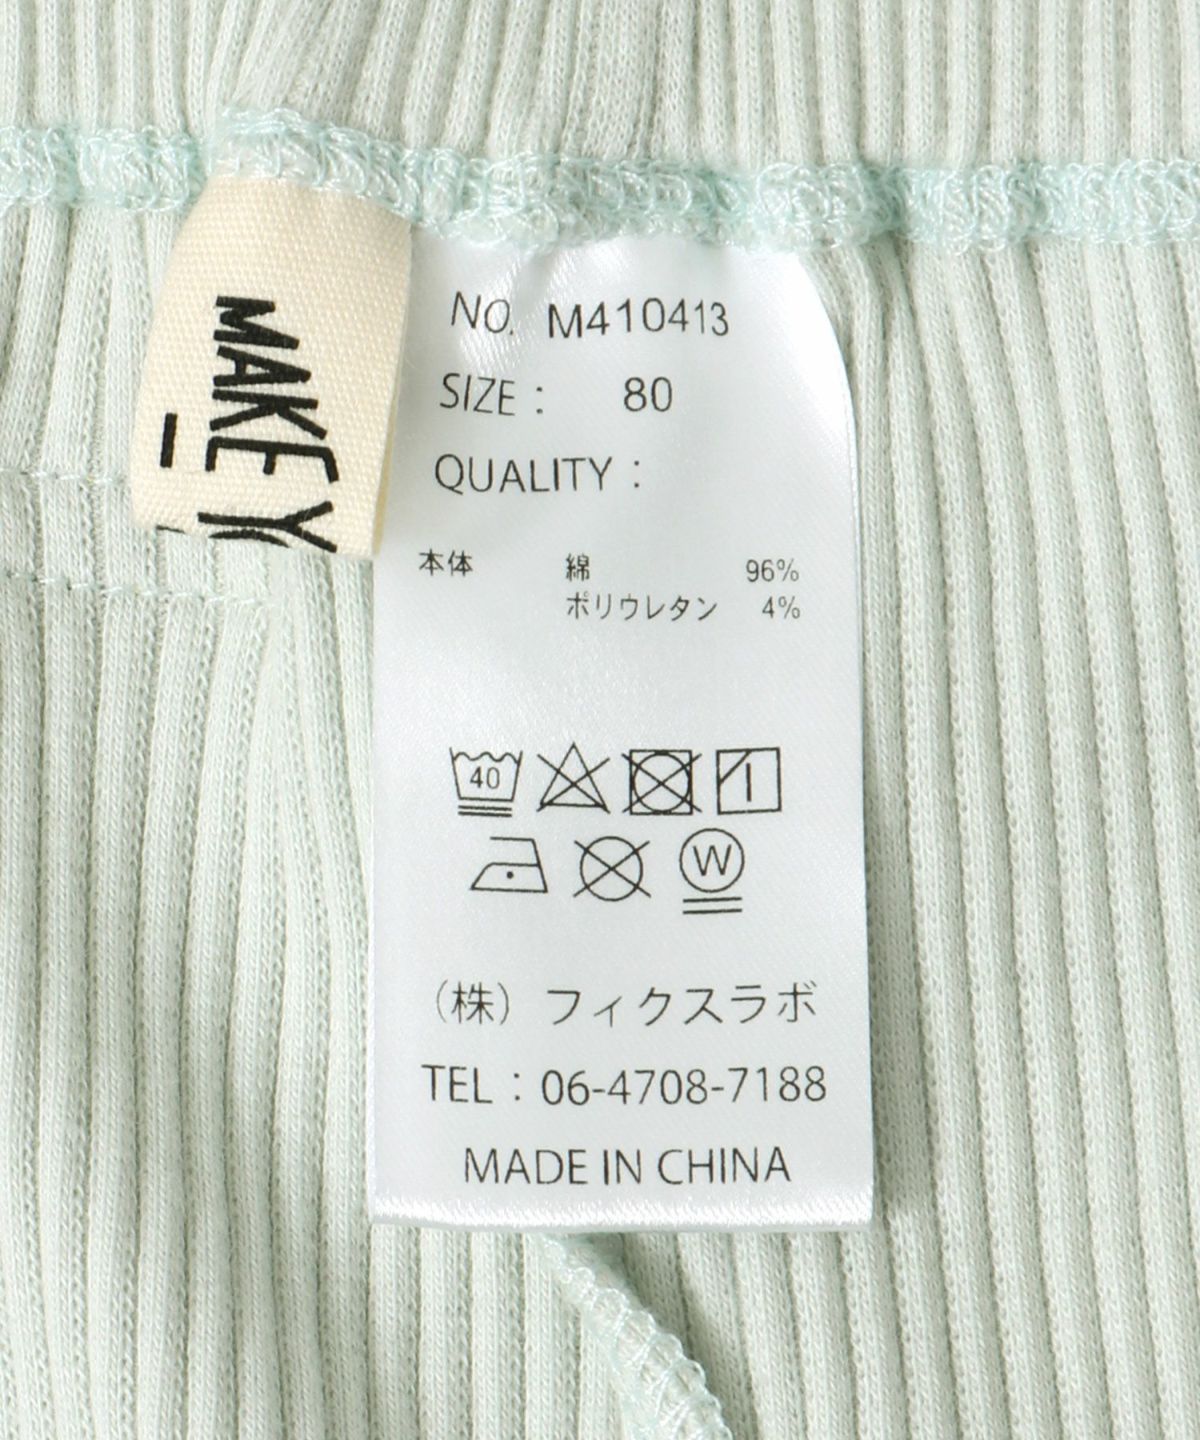 MAKE
NO. M410413
SIZE : 80
QUALITY :
本体 綿 96%
ポリウレタン 4%
40
W
(株) フィクスラボ
TEL : 06-4708-7188
MADE IN CHINA